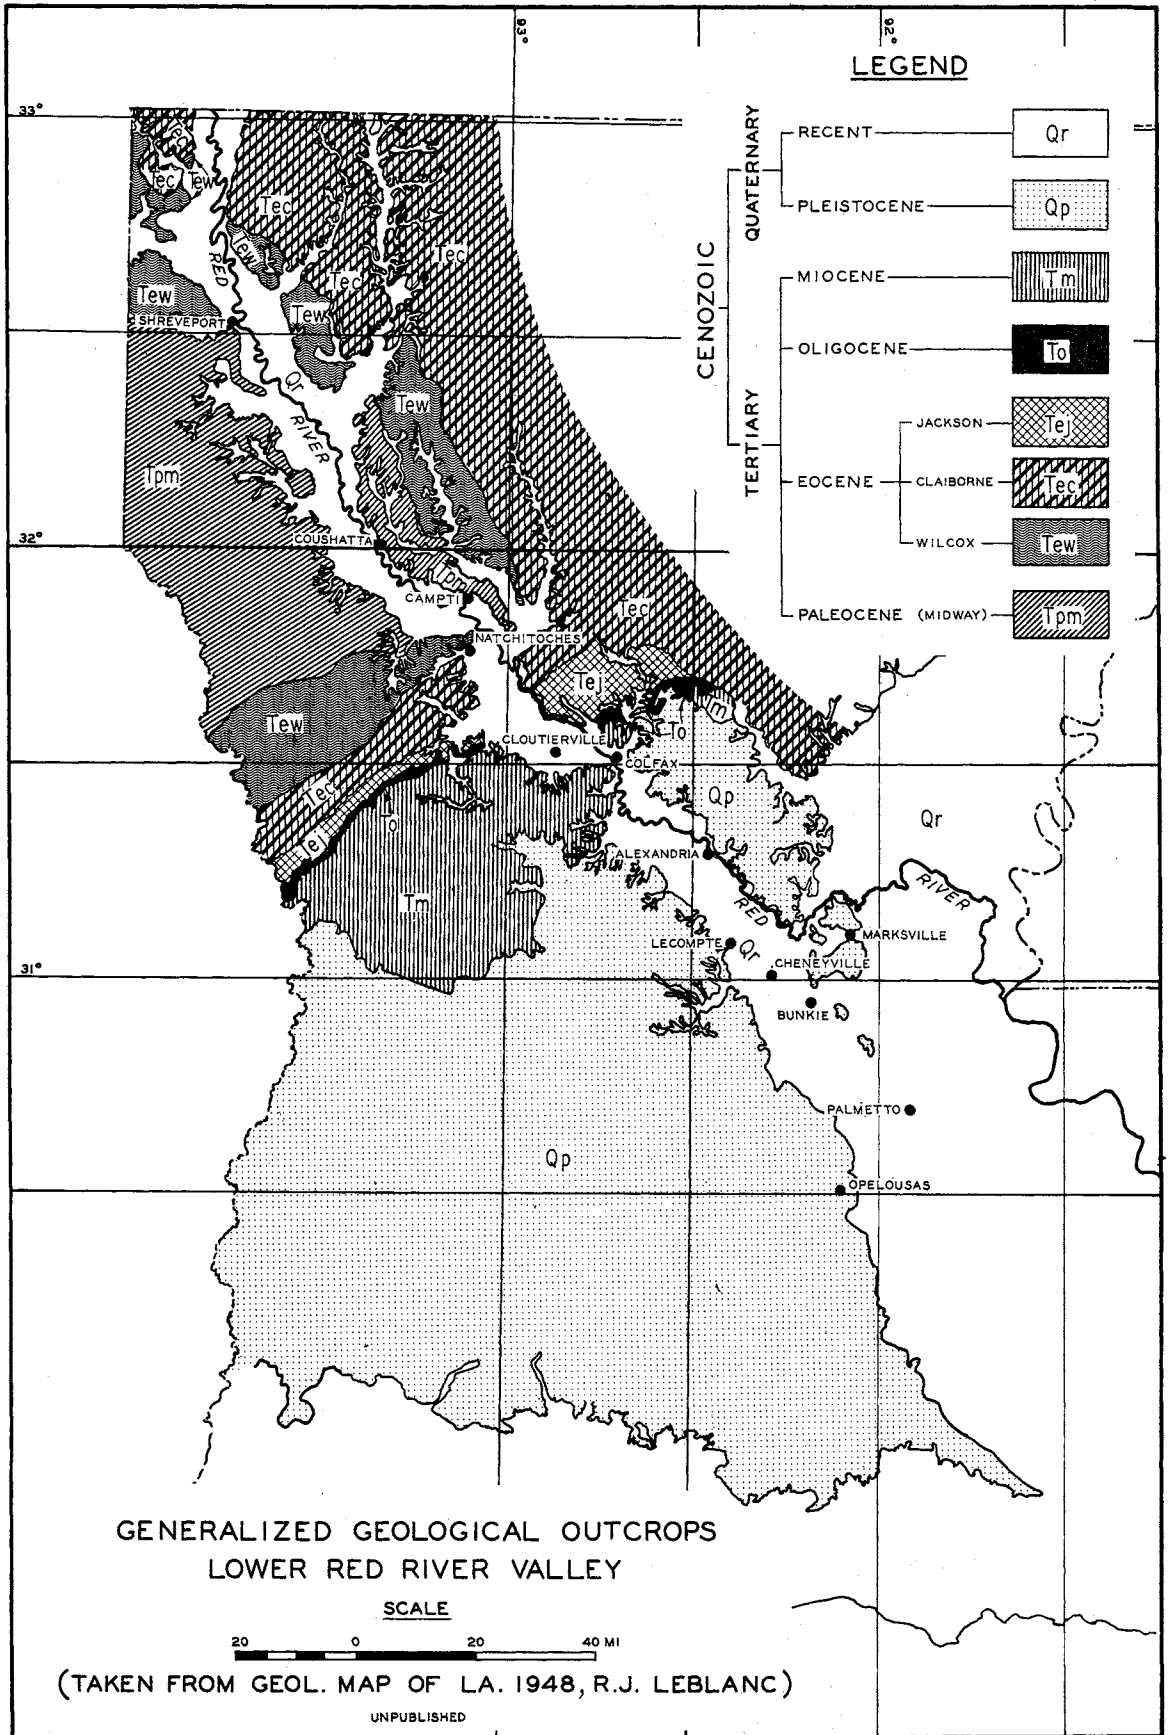 93°
92°
LEGEND
33°
CENOZOIC
QUATERNARY
RECENT
Qr
PLEISTOCENE
Qp
TERTIARY
MIOCENE
Tm
OLIGOCENE
To
EOCENE
JACKSON
Tej
CLAIBORNE
Tec
WILCOX
Tew
PALEOCENE (MIDWAY)
Tpm
Tec
Tec
Tew
Tec
Tew
Tec
Tec
RED
Tew
Tew
SHREVEPORT
Qr
RIVER
Tew
Tpm
32°
COUSHATTA
Tpm
CAMPTI
Tec
NATCHITOCHES
Tej
Tew
Tm
To
CLOUTIERVILLE
COLFAX
Tec
Qp
To
Qr
Tej
ALEXANDRIA
RIVER
Tm
RED
MARKSVILLE
LECOMPTE
Qr
CHENEYVILLE
31°
BUNKIE
PALMETTO
Qp
OPELOUSAS
GENERALIZED GEOLOGICAL OUTCROPS
LOWER RED RIVER VALLEY
SCALE
20 0 20 40 MI
(TAKEN FROM GEOL. MAP OF LA. 1948, R.J. LEBLANC)
UNPUBLISHED